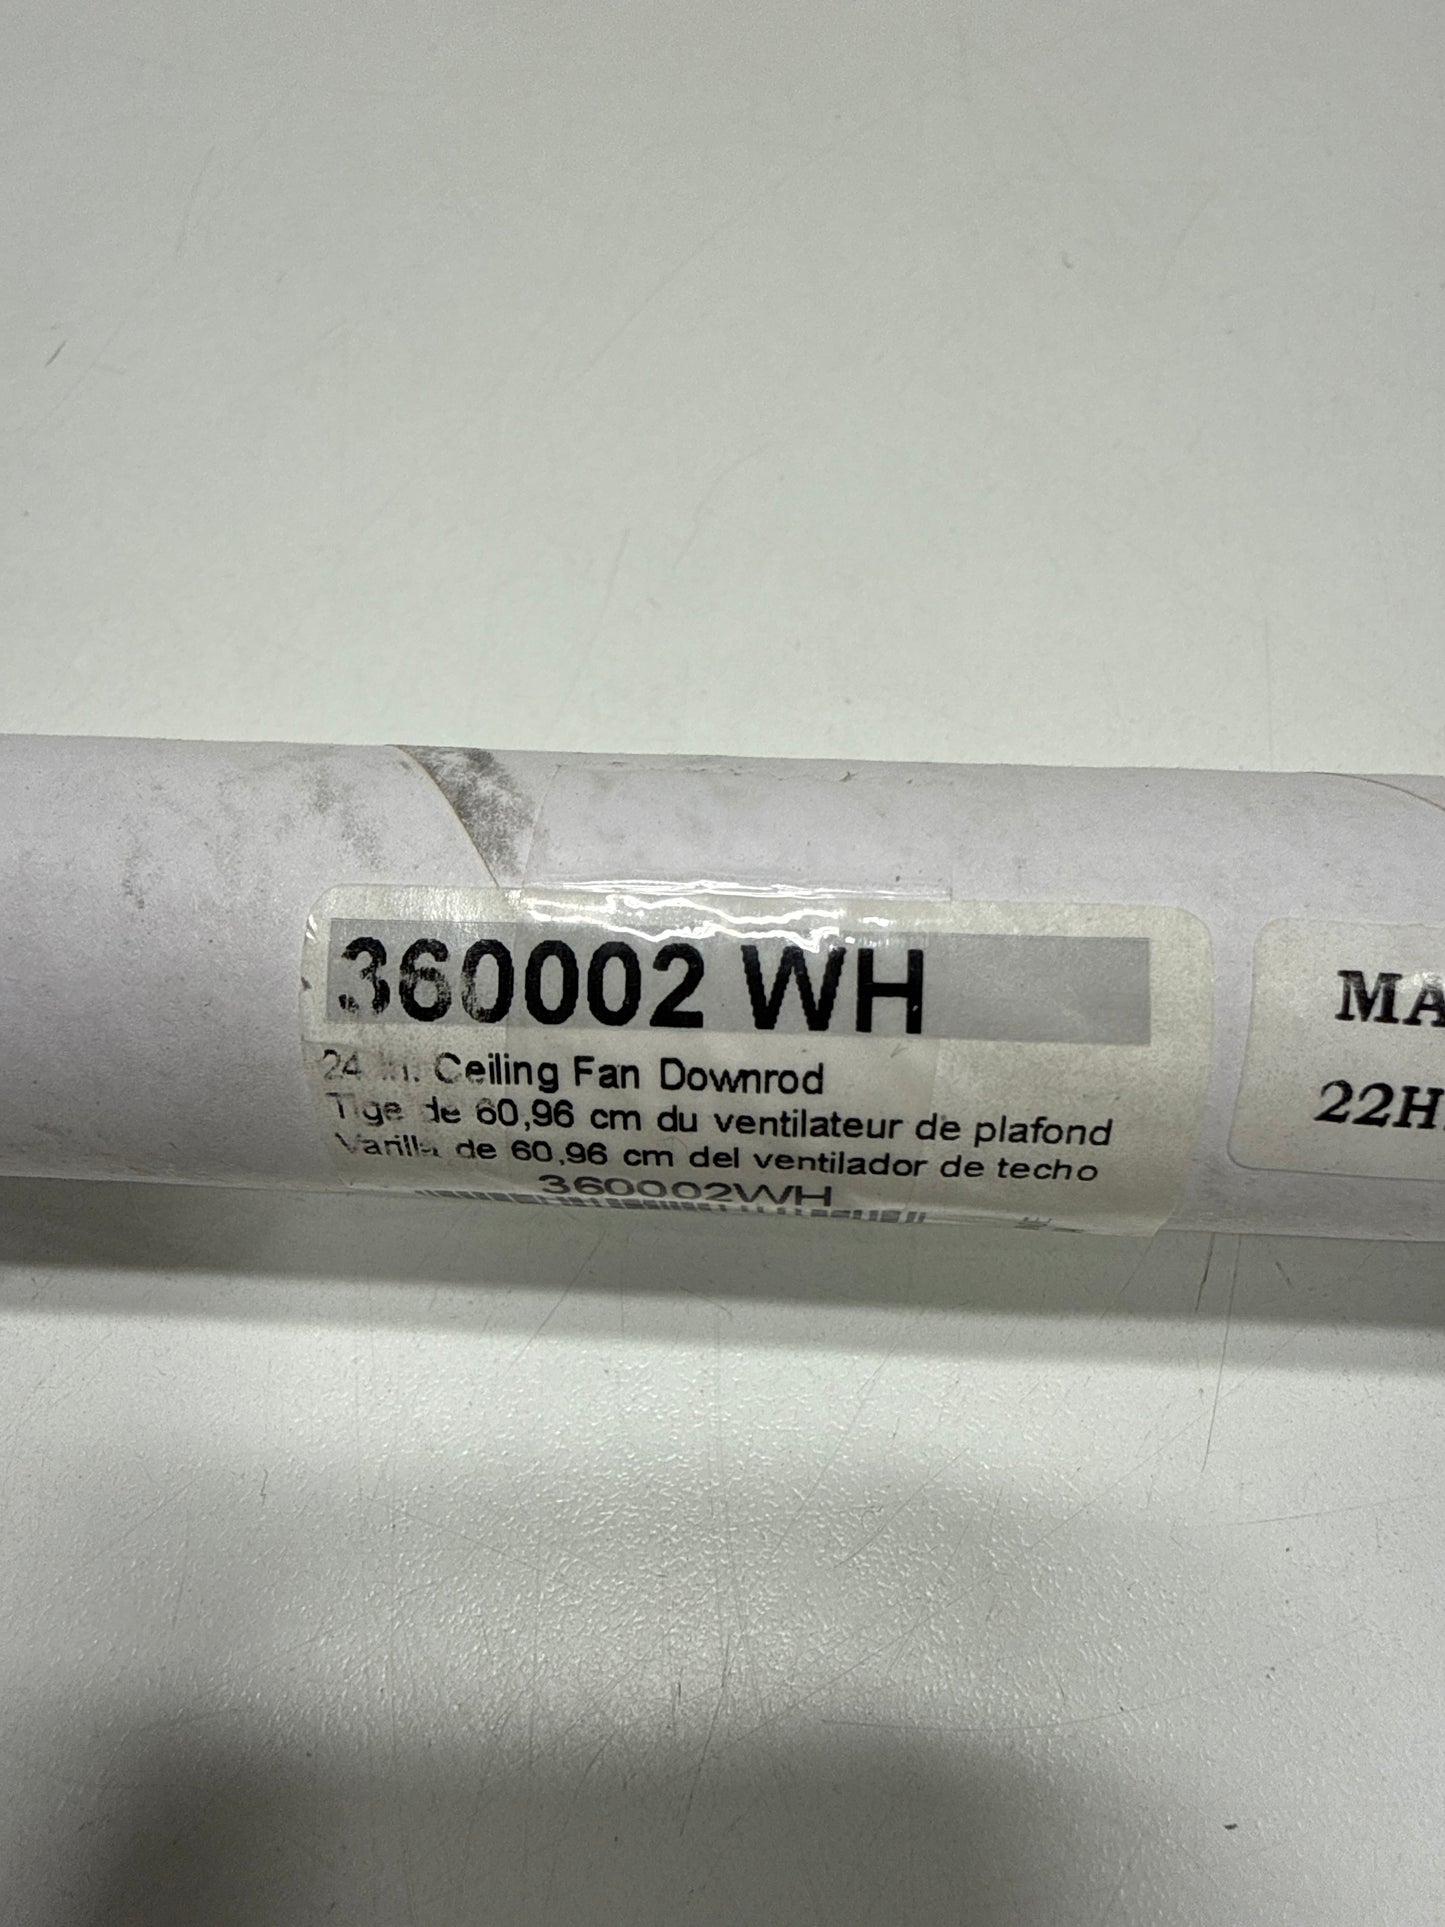 360002 WH
24 in. Ceiling Fan Downrod
Tige de 60,96 cm du ventilateur de plafond
Varilla de 60,96 cm del ventilador de techo
360002WH
MA
22H